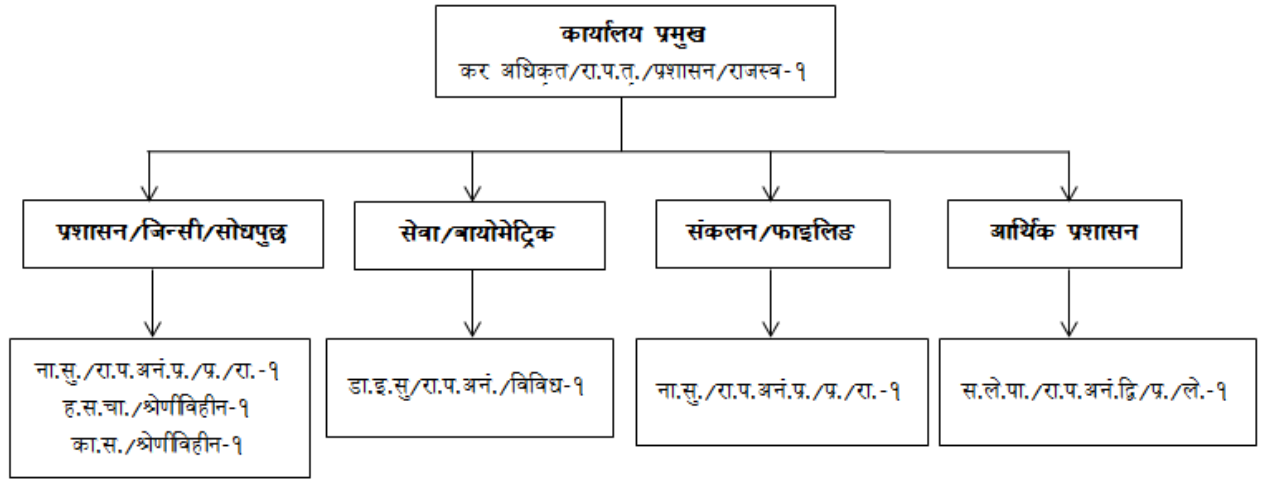 कार्यालय प्रमुख
कर अधिकृत/रा.प.तृ./प्रशासन/राजस्व-१
प्रशासन/जिन्सी/सोधपुछ
सेवा/बायोमेट्रिक
संकलन/फाइलिङ
आर्थिक प्रशासन
ना.सु./रा.प.अनं.प्र./प्र./रा.-१
ह.स.चा./श्रेणीविहीन-१
का.स./श्रेणीविहीन-१
डा.इ.सु/रा.प.अनं./विविध-१
ना.सु./रा.प.अनं.प्र./प्र./रा.-१
स.ले.पा./रा.प.अनं.द्वि/प्र./ले.-१